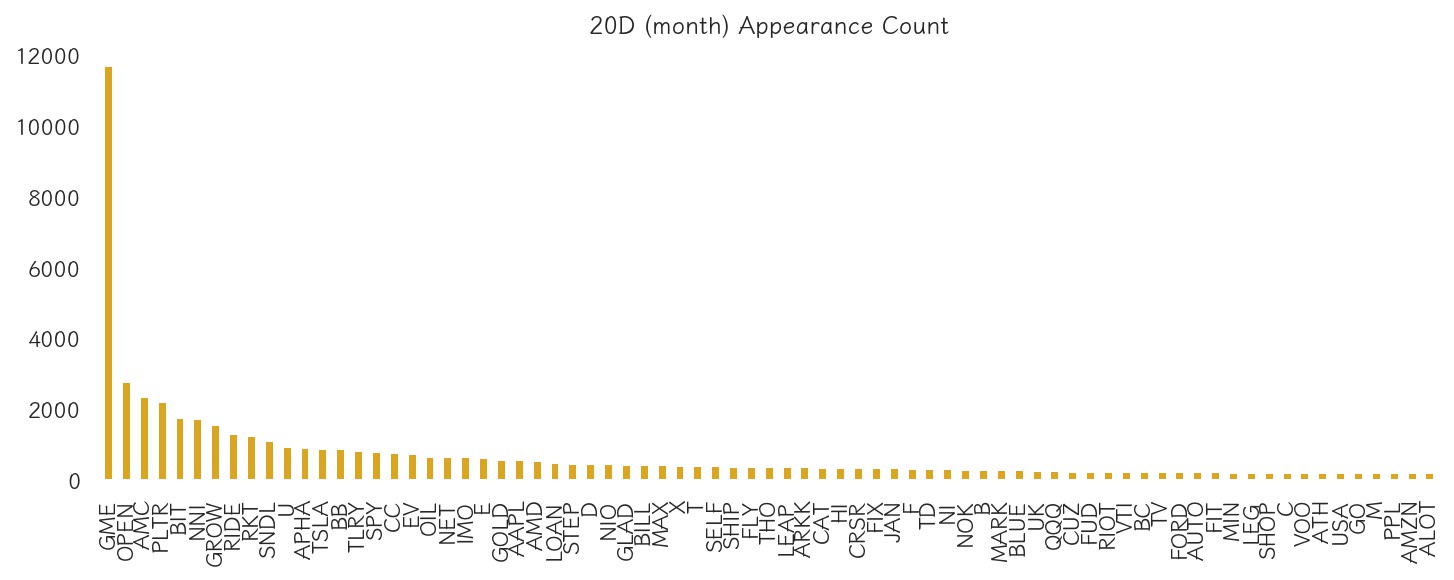 20D (month) Appearance Count
12000
10000
8000
6000
4000
2000
0
GME
OPEN
AMC
PLTR
BIT
NNI
GROW
RIDE
RKT
SNDL
U
APHA
TSLA
BB
TLRY
SPY
CC
EV
OIL
NET
IMO
E
GOLD
AAPL
AMD
LOAN
STEP
D
NIO
GLAD
BILL
MAX
X
T
SELF
SHIP
FLY
THO
LEAP
ARKK
CAT
HI
CRSR
FIX
JAN
F
TD
NI
NOK
B
MARK
BLUE
UK
QQQ
CUZ
FUD
RIOT
VTI
BC
TV
FORD
AUTO
FIT
MIN
LEG
SHOP
C
VOO
ATH
USA
GO
M
PPL
AMZN
ALOT